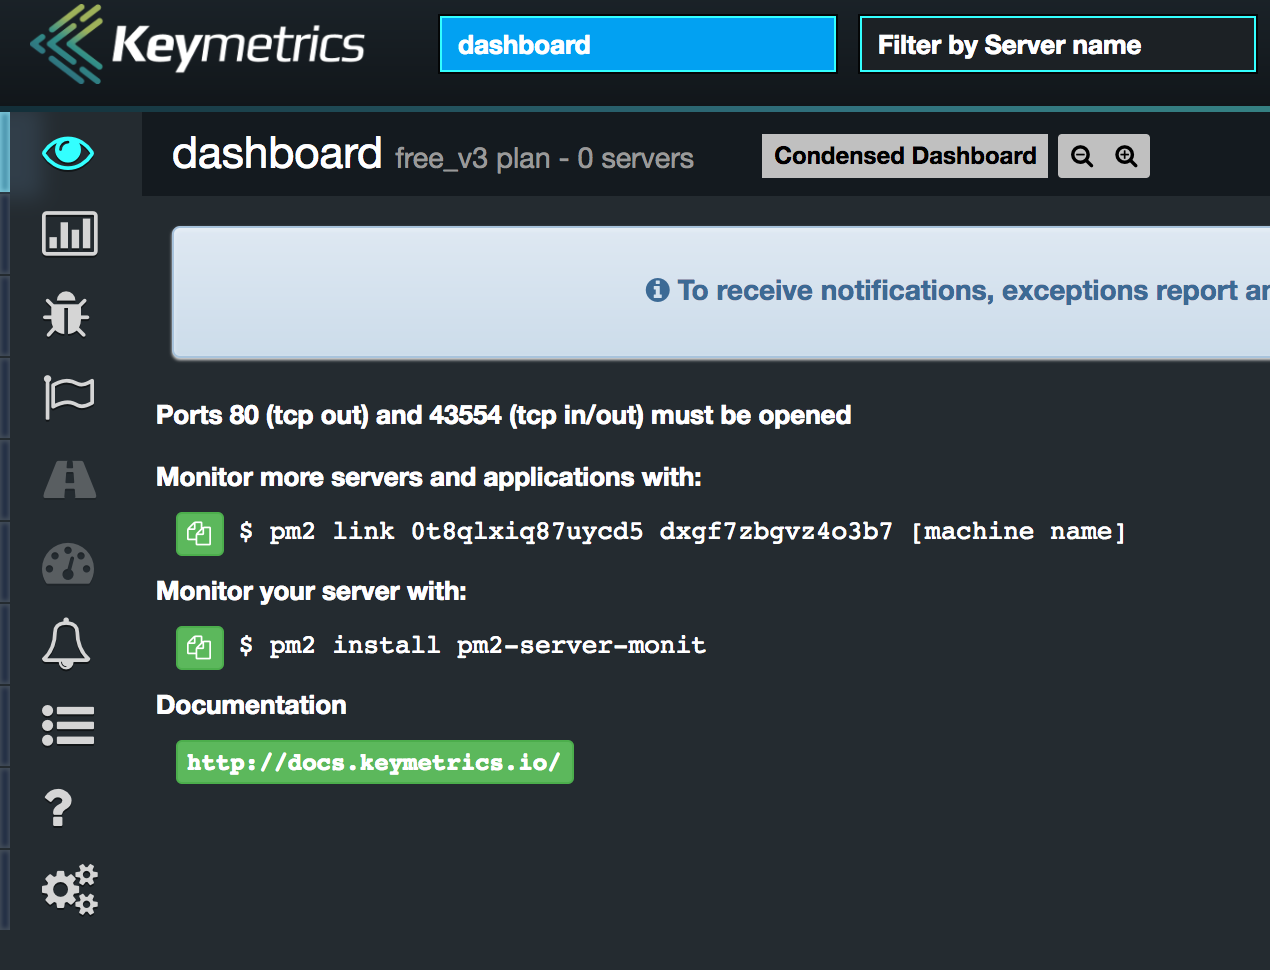 Keymetrics
dashboard
Filter by Server name
dashboard free_v3 plan - 0 servers
Condensed Dashboard
To receive notifications, exceptions report
Ports 80 (tcp out) and 43554 (tcp in/out) must be opened
Monitor more servers and applications with:
$ pm2 link 0t8qlxiq87uycd5 dxgf7zbgvz4o3b7 [machine name]
Monitor your server with:
$ pm2 install pm2-server-monit
Documentation
http://docs.keymetrics.io/